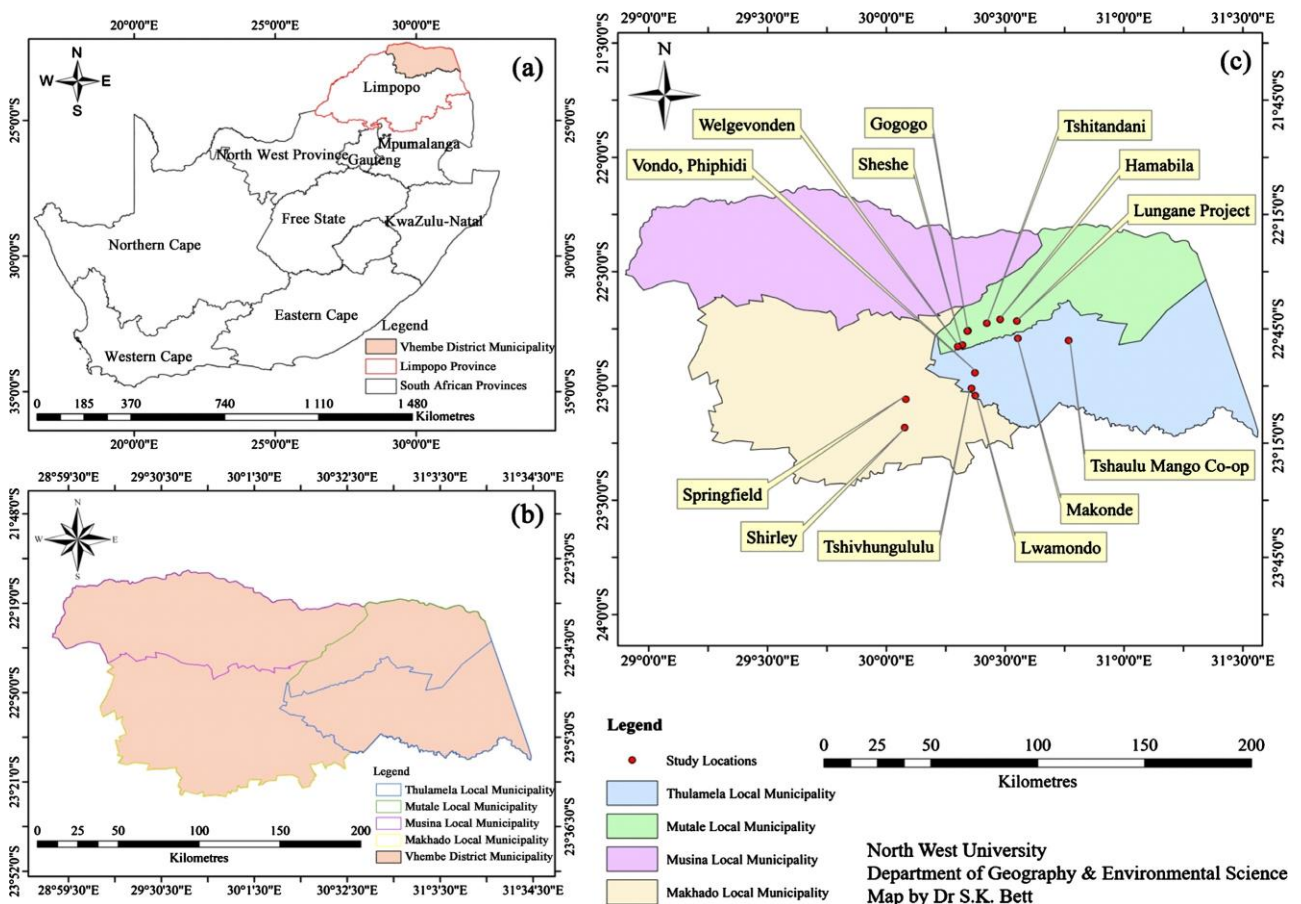 20°0'0"E 25°0'0"E 30°0'0"E
(a)
N
W E
S
Limpopo
North West Province
Mpumalanga
Gauteng
Free State
KwaZulu-Natal
Northern Cape
Eastern Cape
Western Cape
Legend
Vhembe District Municipality
Limpopo Province
South African Provinces
0 185 370 740 1 110 1 480
Kilometres
25°0'0"S
30°0'0"S
35°0'0"S
25°0'0"S
30°0'0"S
35°0'0"S
20°0'0"E 25°0'0"E 30°0'0"E
28°59'30"E 29°30'0"E 30°1'30"E 30°32'30"E 31°3'30"E 31°34'30"E
(b)
N
W E
S
21°48'0"S
22°19'0"S
22°50'0"S
23°21'0"S
23°52'0"S
22°3'30"S
22°34'30"S
23°5'30"S
23°36'30"S
Legend
Thulamela Local Municipality
Mutale Local Municipality
Musina Local Municipality
Makhado Local Municipality
Vhembe District Municipality
0 25 50 100 150 200
Kilometres
28°59'30"E 29°30'30"E 30°1'30"E 30°32'30"E 31°3'30"E 31°34'30"E
29°0'0"E 29°30'0"E 30°0'0"E 30°30'0"E 31°0'0"E 31°30'0"E
(c)
N
21°30'0"S
22°0'0"S
22°30'0"S
23°0'0"S
23°30'0"S
24°0'0"S
21°45'0"S
22°15'0"S
22°45'0"S
23°15'0"S
23°45'0"S
Welgevonden
Gogogo
Tshitandani
Vondo, Phiphidi
Sheshe
Hamabila
Lungane Project
Tshaulu Mango Co-op
Springfield
Makonde
Shirley
Tshivhungululu
Lwamondo
29°0'0"E 29°30'0"E 30°0'0"E 30°30'0"E 31°0'0"E 31°30'0"E
Legend
Study Locations
Thulamela Local Municipality
Mutale Local Municipality
Musina Local Municipality
Makhado Local Municipality
0 25 50 100 150 200
Kilometres
North West University
Department of Geography & Environmental Science
Map by Dr S.K. Bett